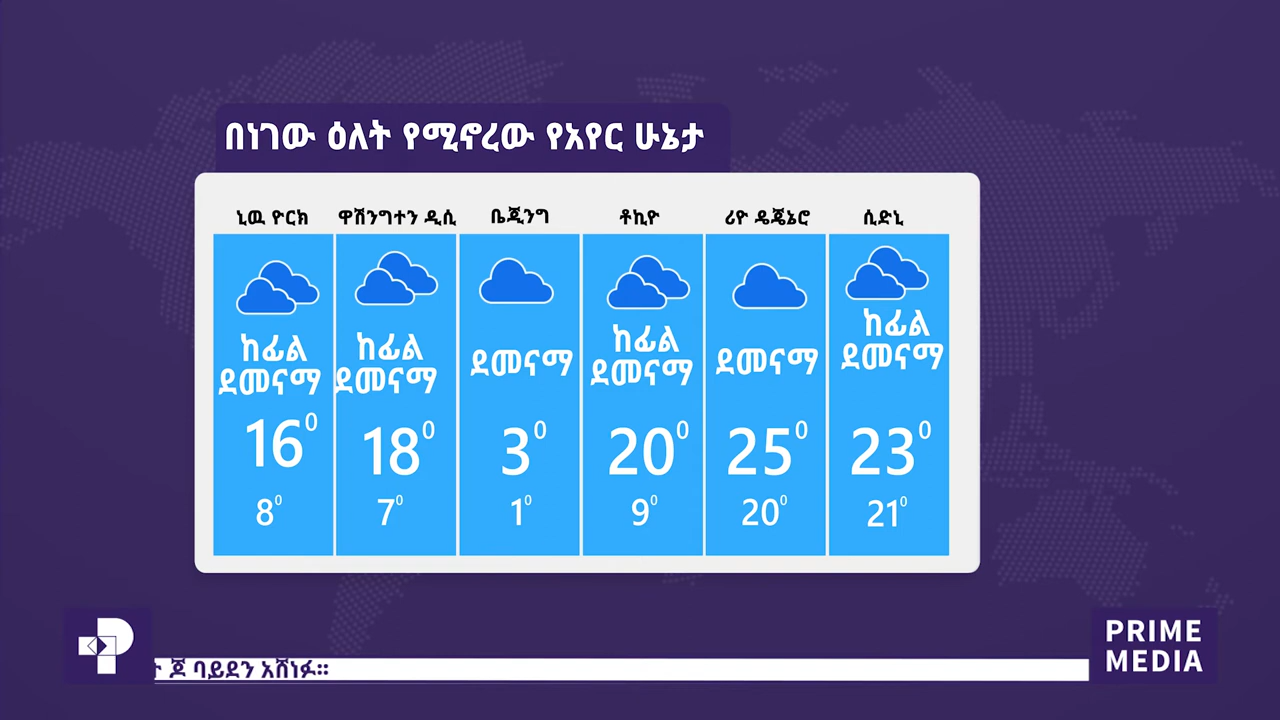 በነገው ዕለት የሚኖረው የአየር ሁኔታ
ኒዉ ዮርክ ዋሽንግተን ዲሲ ቤጂንግ ቶኪዮ ሪዮ ዴጄኔሮ ሲድኒ
ከፊል ደመናማ
16⁰
8⁰
ከፊል ደመናማ
18⁰
7⁰
ደመናማ
3⁰
1⁰
ከፊል ደመናማ
20⁰
9⁰
ደመናማ
25⁰
20⁰
ከፊል ደመናማ
23⁰
21⁰
ጆ ባይደን አሸነፉ።
PRIME
MEDIA